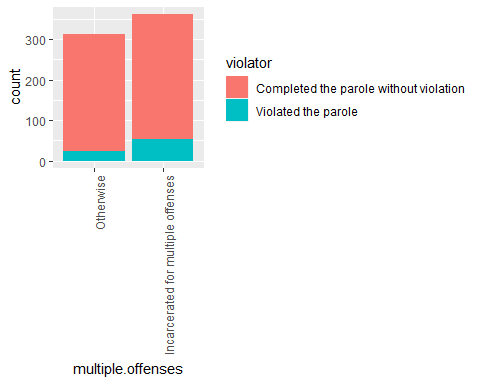 300
200
100
0
count
Otherwise
Incarcerated for multiple offenses
multiple.offenses
violator
Completed the parole without violation
Violated the parole